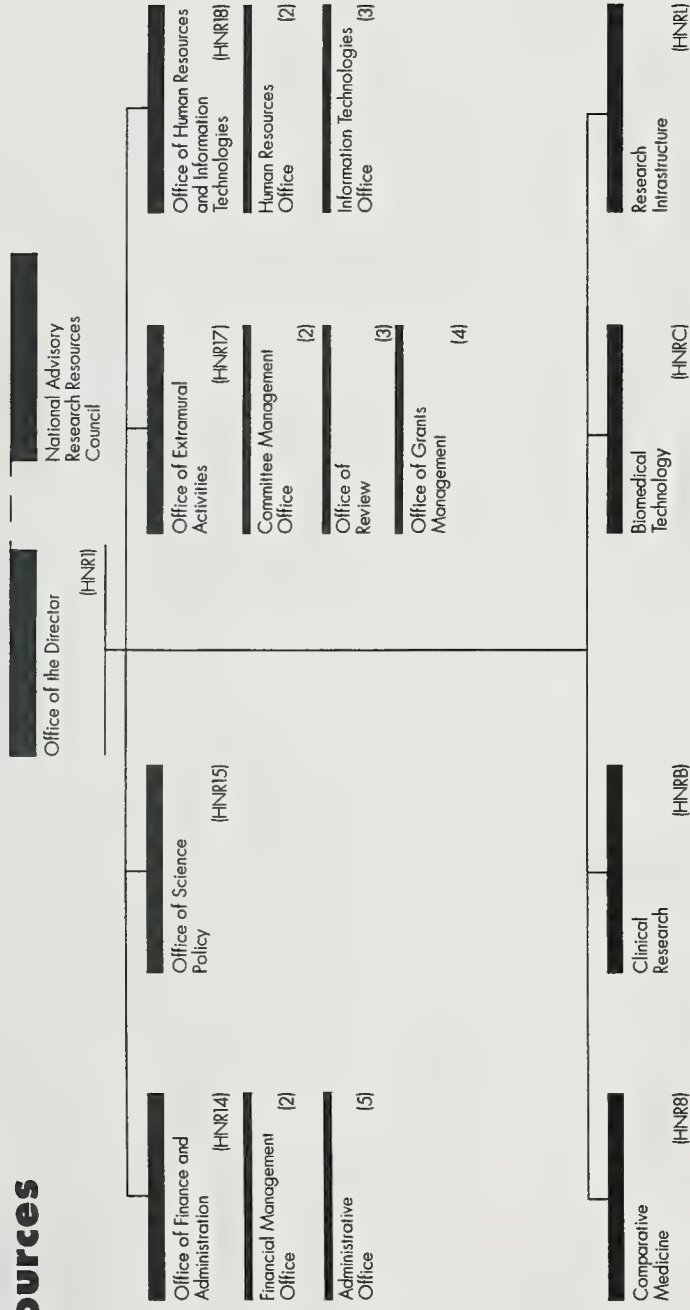 ources
Office of the Director
(HNR1)
National Advisory
Research Resources
Council
Office of Finance and
Administration
(HNR14)
Financial Management
Office
(2)
Administrative
Office
(5)
Office of Science
Policy
(HNR15)
Office of Extramural
Activities
(HNR17)
Committee Management
Office
(2)
Office of
Review
(3)
Office of Grants
Management
(4)
Office of Human Resources
and Information
Technologies
(HNR18)
Human Resources
Office
(2)
Information Technologies
Office
(3)
Comparative
Medicine
(HNR8)
Clinical
Research
(HNRB)
Biomedical
Technology
(HNRC)
Research
Intrastructure
(HNRL)